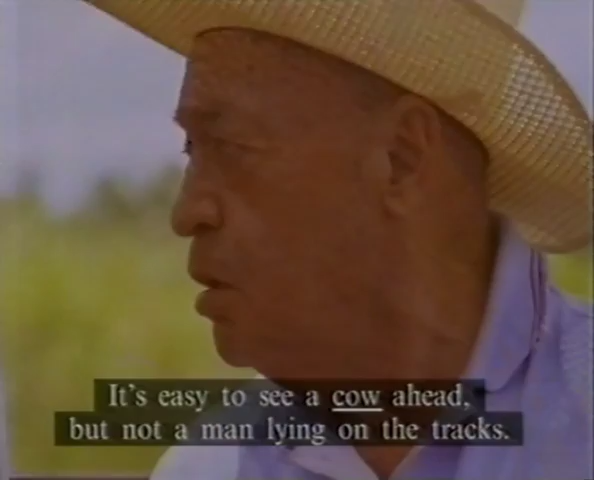 It's easy to see a cow ahead,
but not a man lying on the tracks.